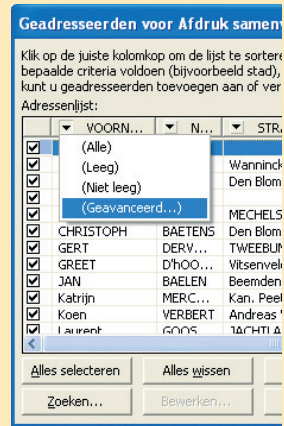 Geadresseerden voor Afdruk samenv
Klik op de juiste kolomkop om de lijst te sortere
bepaalde criteria voldoen (bijvoorbeeld stad),
kunt u geadresseerden toevoegen aan of ver
Adressenlijst:
VOORN... N... STR
(Alle)
(Leeg) Wanninck
(Niet leeg) Den Blom
(Geavanceerd...)
MECHELS
CHRISTOPH BAETENS Den Blom
GERT DERV... TWEEBUN
GREET D'hOO... Vitsenvel
JAN BAELEN Beemden
Katrijn MERC... Kan. Peet
Koen VERBERT Andreas
Laurent GOOS JACHTLA
Alles selecteren Alles wissen
Zoeken... Bewerken...